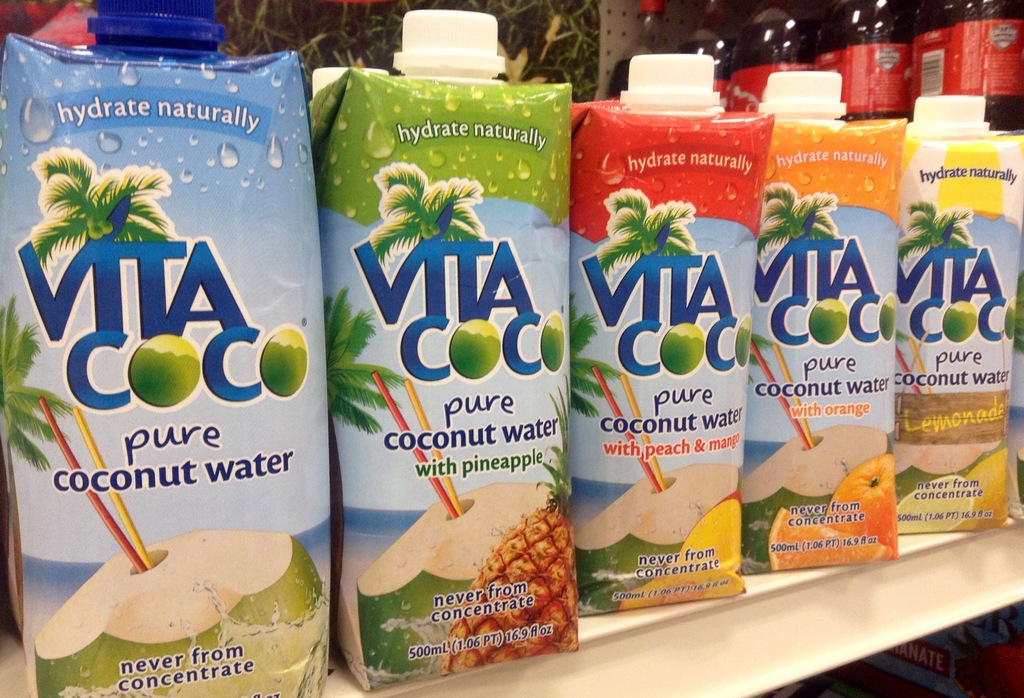 hydrate naturally
VITA
COCO
®
pure
coconut water
never from
concentrate
fl oz
hydrate naturally
VITA
COCO
pure
coconut water
with pineapple
never from
concentrate
500mL (1.06 PT) 16.9 fl oz
hydrate naturally
VITA
COCO
pure
coconut water
with peach & mango
never from
concentrate
500mL (1.06 PT) 16.9 fl oz
hydrate naturally
VITA
COCO
pure
coconut water
with orange
never from
concentrate
500mL (1.06 PT) 16.9 fl oz
hydrate naturally
VITA
COCO
pure
coconut water
Lemonade
never from
concentrate
500mL (1.06 PT) 16.9 fl oz